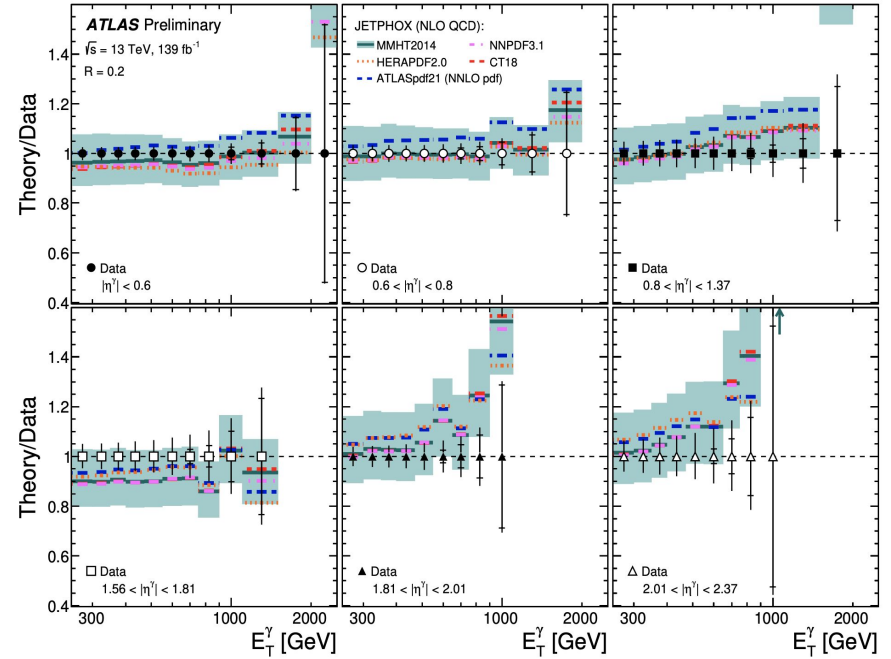 ATLAS Preliminary
√s = 13 TeV, 139 fb⁻¹
R = 0.2
JETPHOX (NLO QCD):
MMHT2014
NNPDF3.1
HERAPDF2.0
CT18
ATLASpdf21 (NNLO pdf)
Theory/Data
1.4
1.2
1
0.8
0.6
0.4
Data
|η^γ| < 0.6
Data
0.6 < |η^γ| < 0.8
Data
0.8 < |η^γ| < 1.37
Theory/Data
1.4
1.2
1
0.8
0.6
0.4
Data
1.56 < |η^γ| < 1.81
Data
1.81 < |η^γ| < 2.01
Data
2.01 < |η^γ| < 2.37
300 1000 2000
300 1000 2000
300 1000 2000
E_T^γ [GeV]
E_T^γ [GeV]
E_T^γ [GeV]